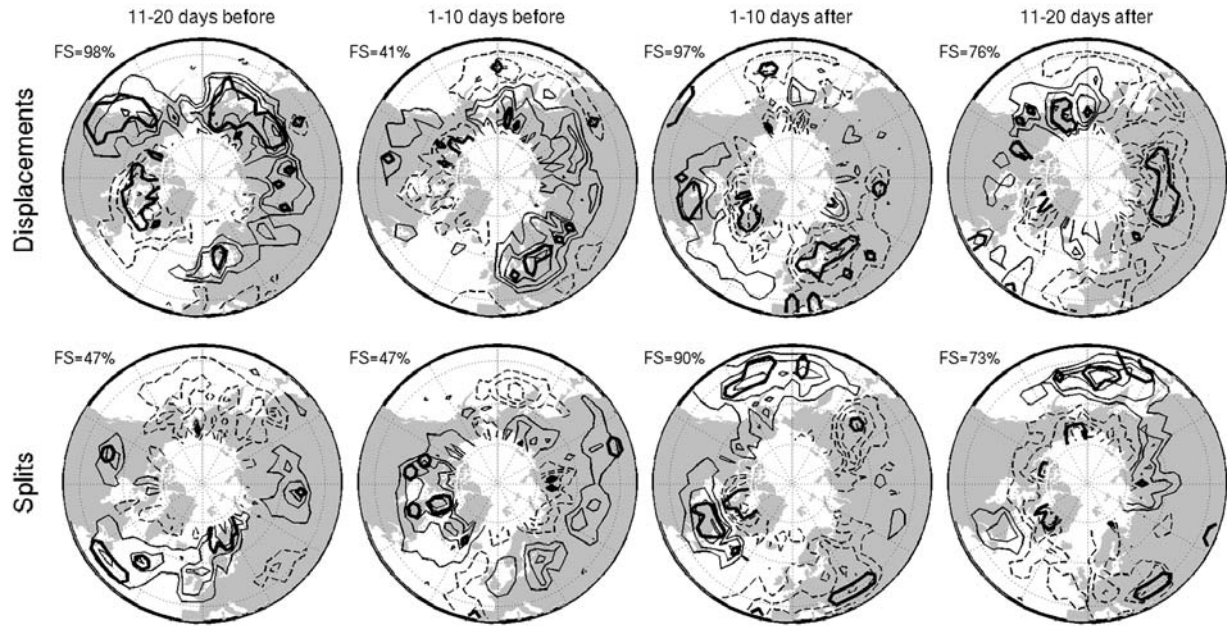 11-20 days before 1-10 days before 1-10 days after 11-20 days after
FS=98% FS=41% FS=97% FS=76%
Displacements
FS=47% FS=47% FS=90% FS=73%
Splits